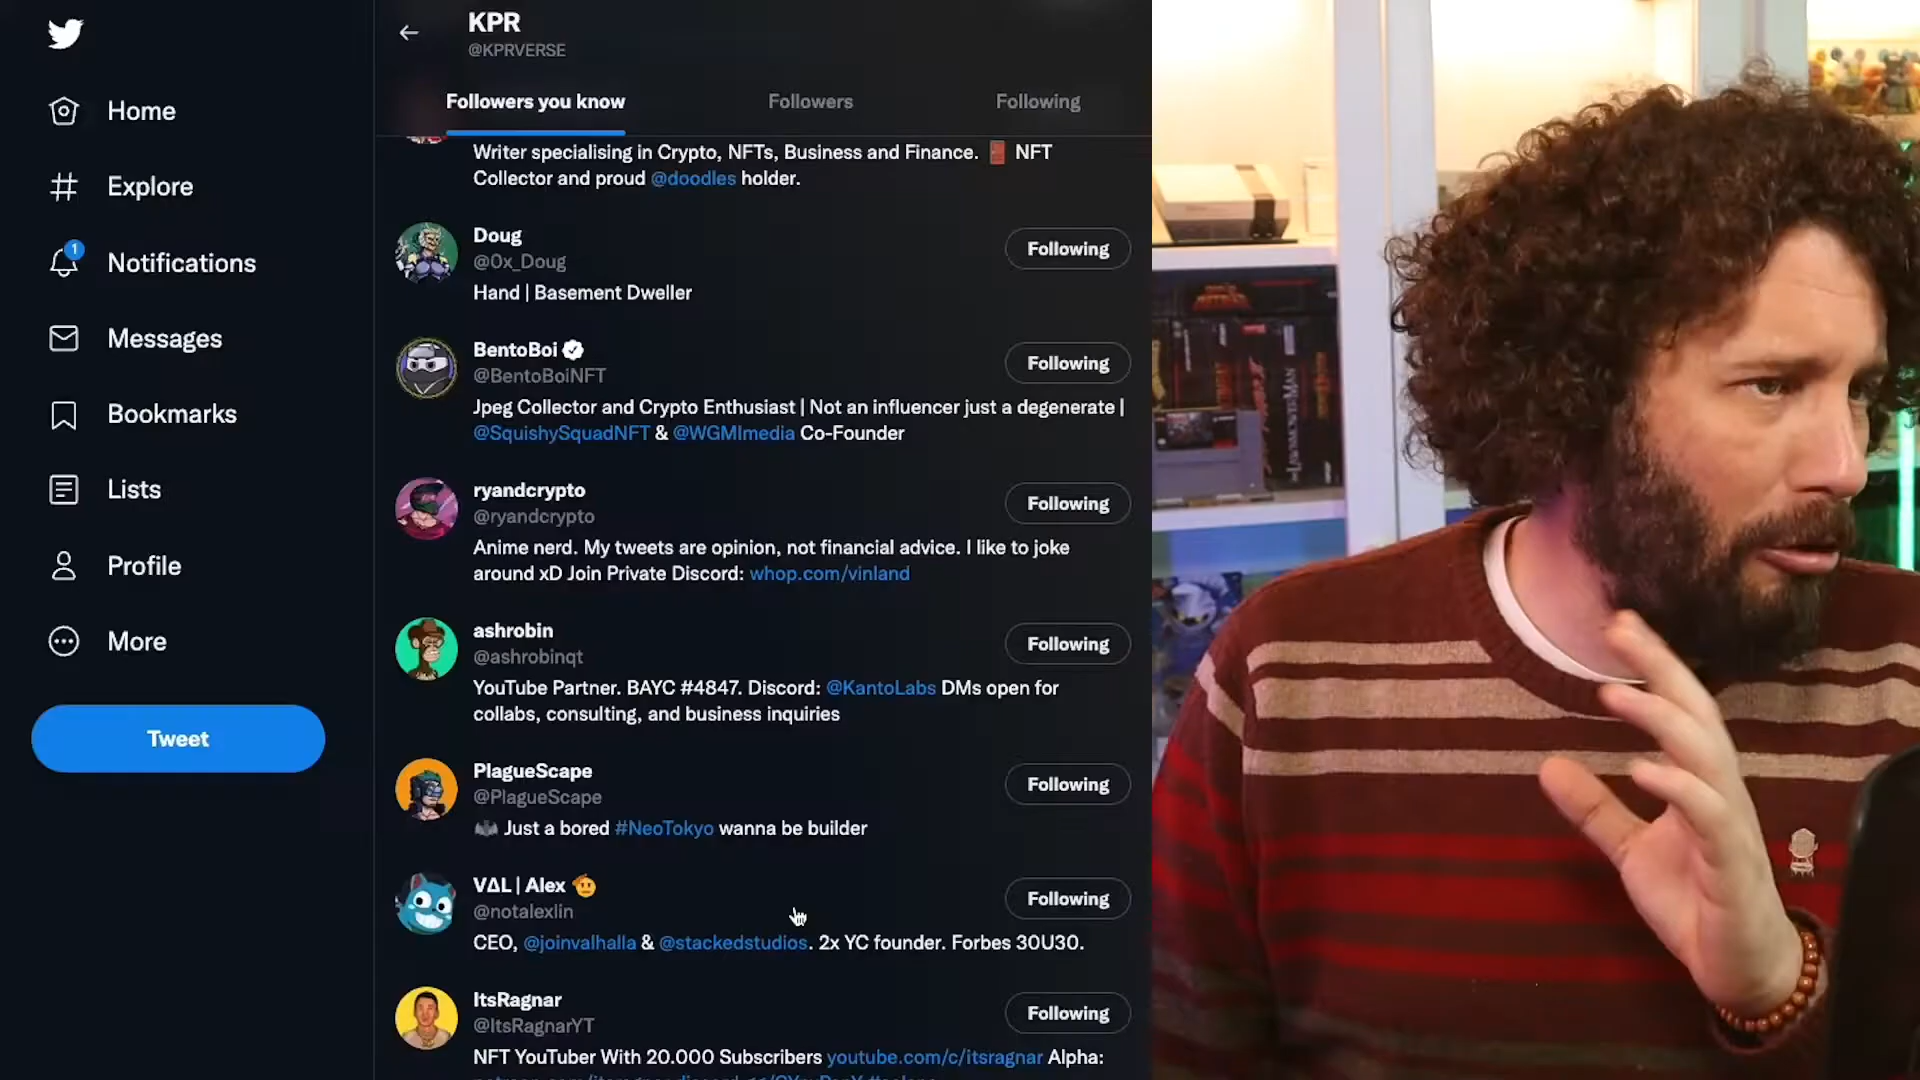 KPR
@KPRVERSE
Followers you know
Followers
Following
Home
Explore
1
Notifications
Messages
Bookmarks
Lists
Profile
More
Tweet
Writer specialising in Crypto, NFTs, Business and Finance. NFT
Collector and proud @doodles holder.
Doug
@0x_Doug
Following
Hand | Basement Dweller
BentoBoi
@BentoBoiNFT
Following
Jpeg Collector and Crypto Enthusiast | Not an influencer just a degenerate |
@SquishySquadNFT & @WGMImedia Co-Founder
ryandcrypto
@ryandcrypto
Following
Anime nerd. My tweets are opinion, not financial advice. I like to joke
around xD Join Private Discord: whop.com/vinland
ashrobin
@ashrobinqt
Following
YouTube Partner. BAYC #4847. Discord: @KantoLabs DMs open for
collabs, consulting, and business inquiries
PlagueScape
@PlagueScape
Following
Just a bored #NeoTokyo wanna be builder
VΔL | Alex
@notalexlin
Following
CEO, @joinvalhalla & @stackedstudios. 2x YC founder. Forbes 30U30.
ItsRagnar
@ItsRagnarYT
Following
NFT YouTuber With 20.000 Subscribers youtube.com/c/itsragnar Alpha: